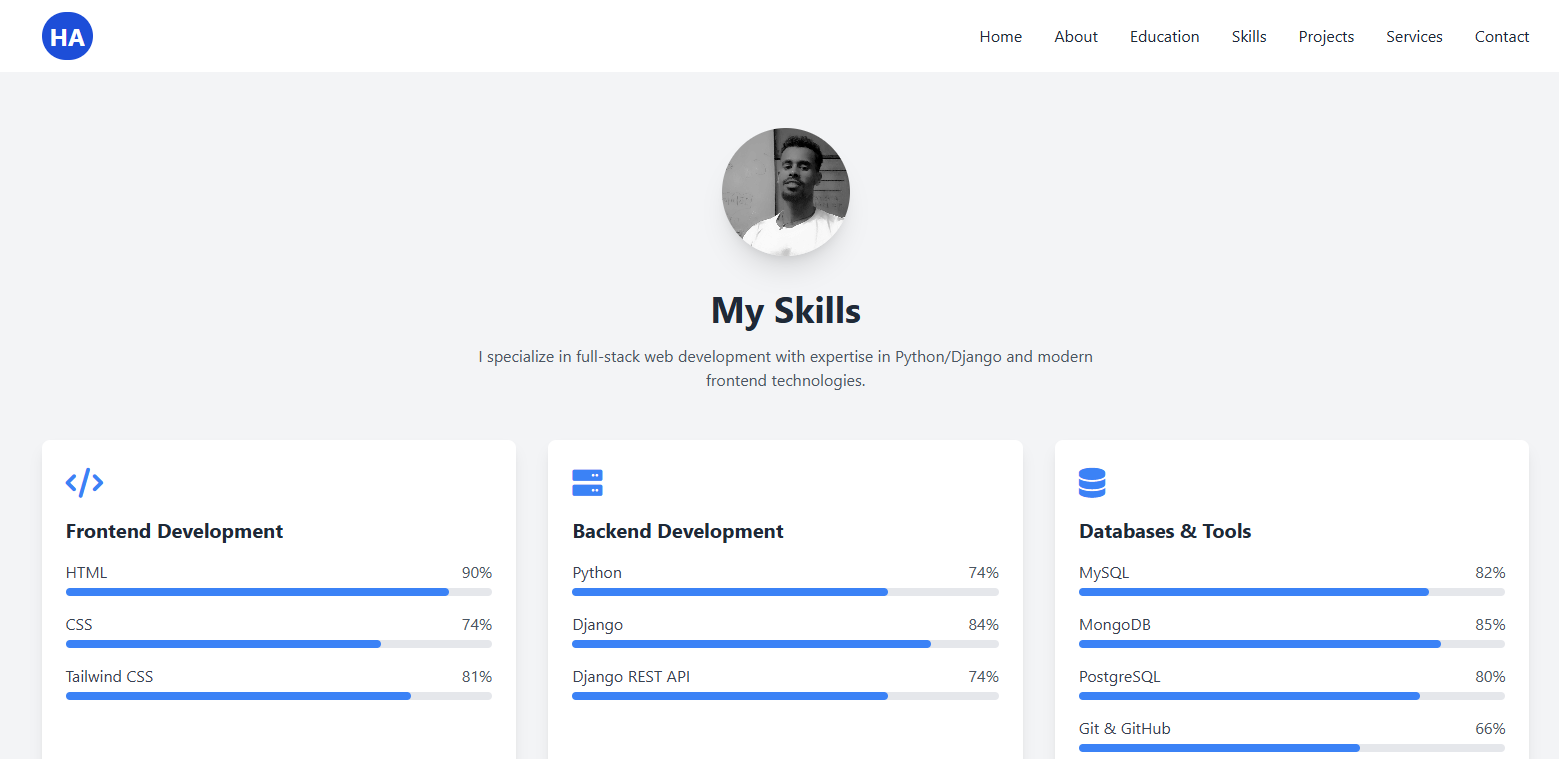 HA
Home About Education Skills Projects Services Contact
My Skills
I specialize in full-stack web development with expertise in Python/Django and modern
frontend technologies.
Frontend Development
HTML 90%
CSS 74%
Tailwind CSS 81%
Backend Development
Python 74%
Django 84%
Django REST API 74%
Databases & Tools
MySQL 82%
MongoDB 85%
PostgreSQL 80%
Git & GitHub 66%